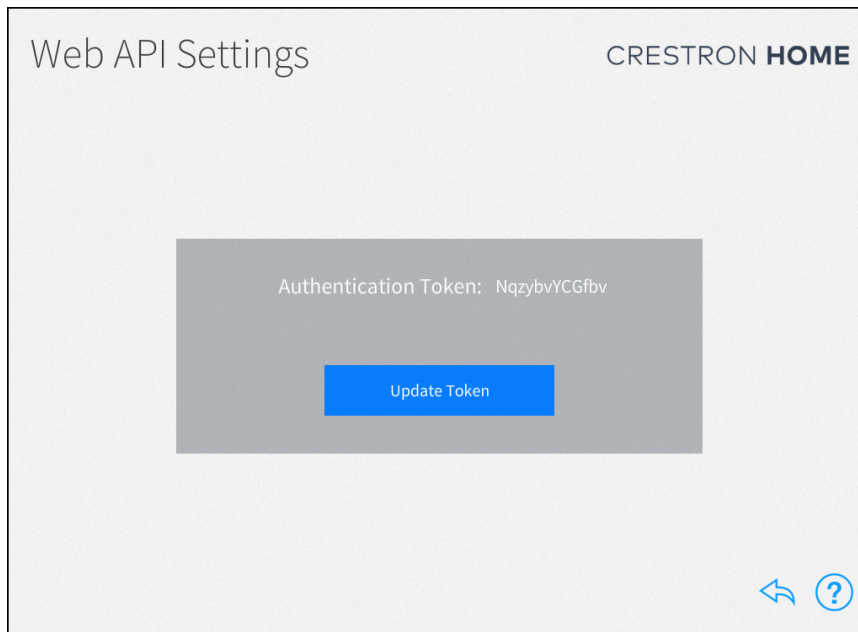 Web API Settings
CRESTRON HOME
Authentication Token: NqzybvYCGfbv
Update Token
?